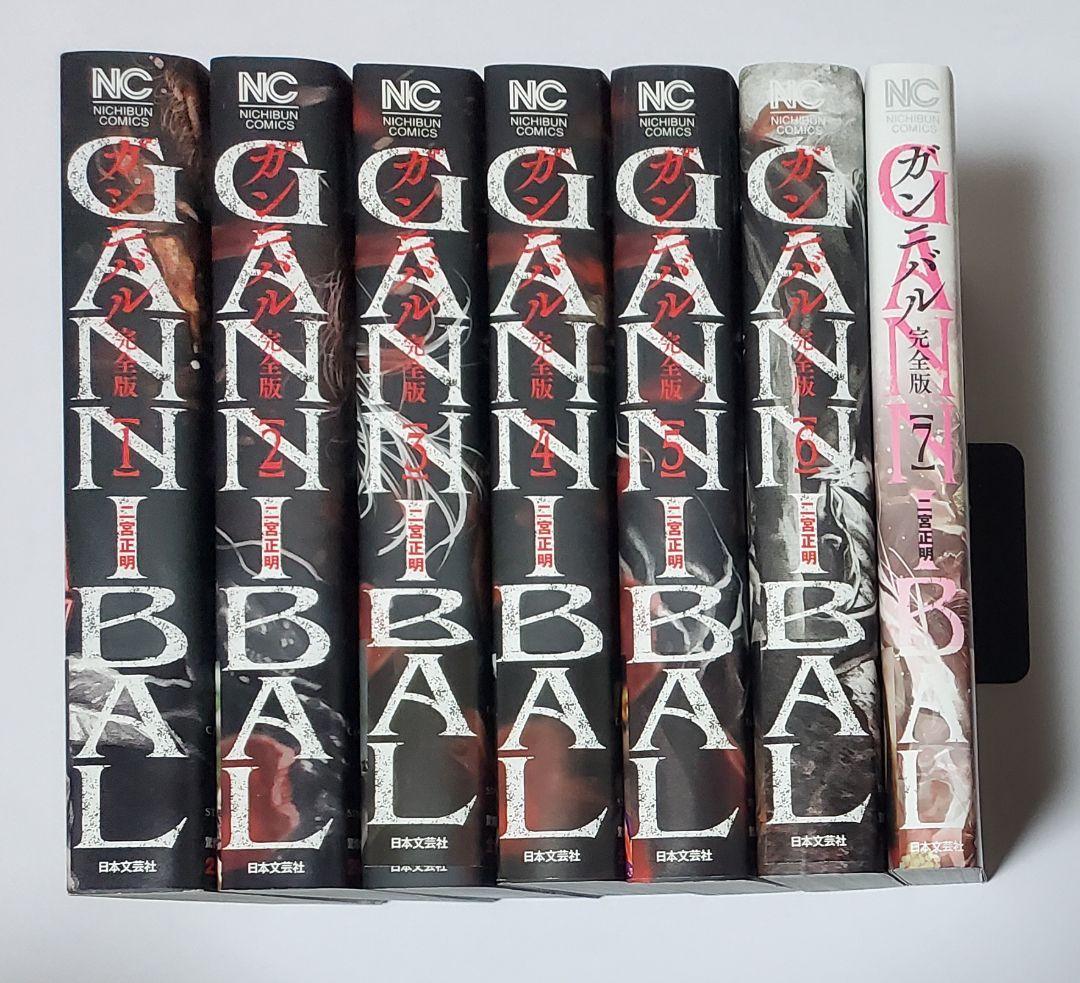 NC
NICHIBUN
COMICS
GANNIBAL
ガンニバル 完全版【1】
二宮正明
日本文芸社
NC
NICHIBUN
COMICS
GANNIBAL
ガンニバル 完全版【2】
二宮正明
日本文芸社
NC
NICHIBUN
COMICS
GANNIBAL
ガンニバル 完全版【3】
二宮正明
日本文芸社
NC
NICHIBUN
COMICS
GANNIBAL
ガンニバル 完全版【4】
二宮正明
日本文芸社
NC
NICHIBUN
COMICS
GANNIBAL
ガンニバル 完全版【5】
二宮正明
日本文芸社
NC
NICHIBUN
COMICS
GANNIBAL
ガンニバル 完全版【6】
二宮正明
日本文芸社
NC
NICHIBUN
COMICS
GANNIBAL
ガンニバル 完全版【7】
二宮正明
日本文芸社